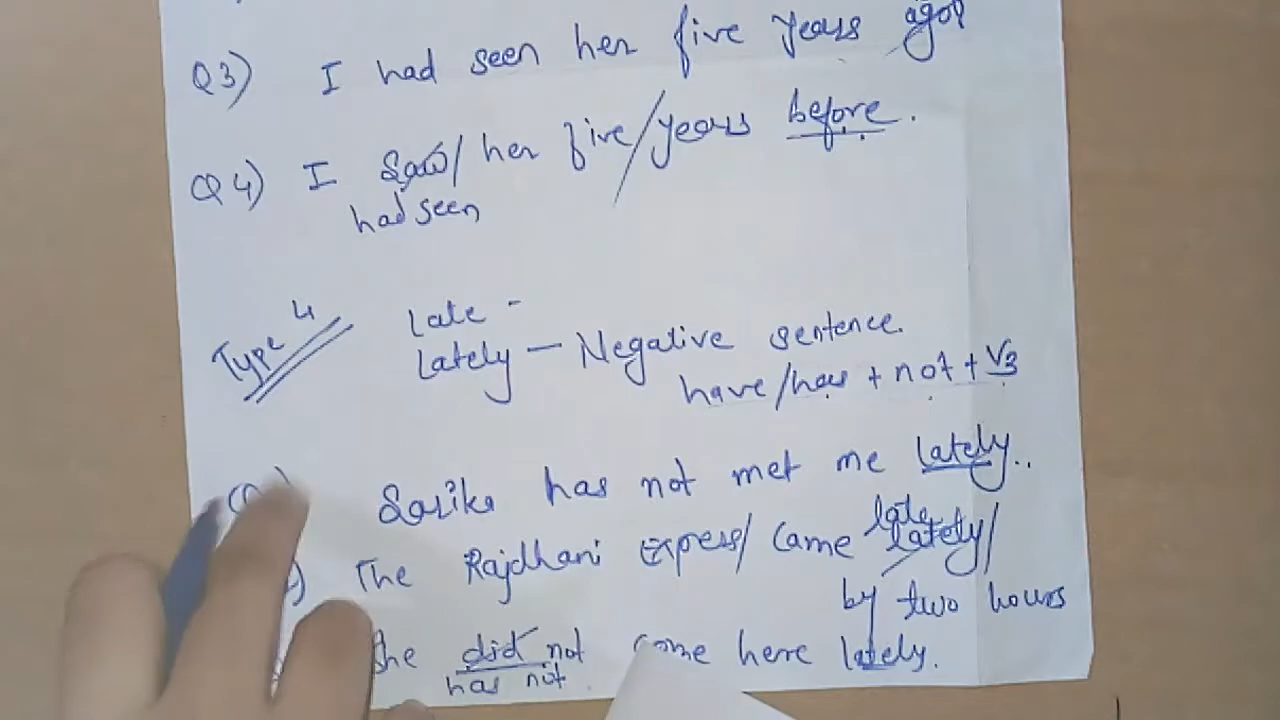 Q3) I had seen her five years ago?
Q4) I saw/ her five/years before.
had seen
Type 4
Late -
Lately — Negative sentence.
have/has + not + V3
Sarika has not met me lately..
late
The Rajdhani Express/ came lately/
by two hours
She did not come here lately.
has not